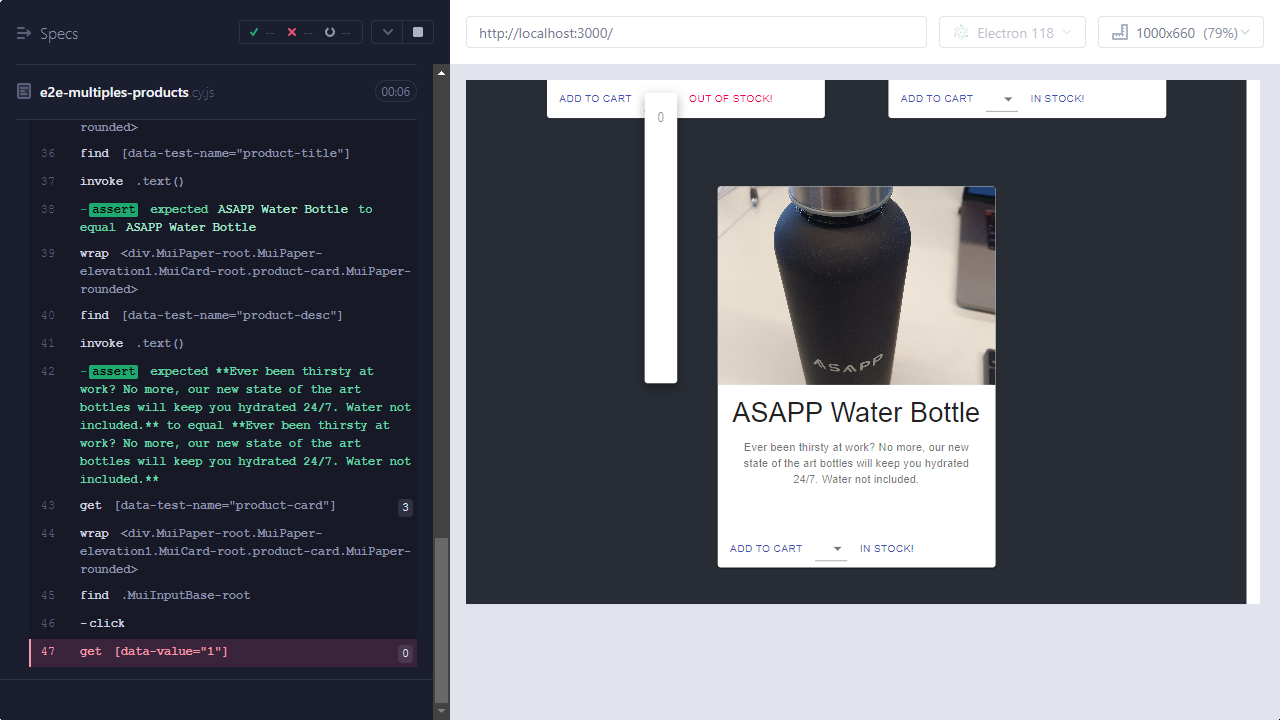 Specs
--
--
--
e2e-multiples-products.cy.js
00:06
rounded>
36 find [data-test-name="product-title"]
37 invoke .text()
38 -assert expected ASAPP Water Bottle to
equal ASAPP Water Bottle
39 wrap <div.MuiPaper-root.MuiPaper-
elevation1.MuiCard-root.product-card.MuiPaper-
rounded>
40 find [data-test-name="product-desc"]
41 invoke .text()
42 -assert expected **Ever been thirsty at
work? No more, our new state of the art
bottles will keep you hydrated 24/7. Water not
included.** to equal **Ever been thirsty at
work? No more, our new state of the art
bottles will keep you hydrated 24/7. Water not
included.**
43 get [data-test-name="product-card"] 3
44 wrap <div.MuiPaper-root.MuiPaper-
elevation1.MuiCard-root.product-card.MuiPaper-
rounded>
45 find .MuiInputBase-root
46 -click
47 get [data-value="1"] 0
http://localhost:3000/
Electron 118
1000x660 (79%)
ADD TO CART
OUT OF STOCK!
0
ADD TO CART
IN STOCK!
ASAPP
ASAPP Water Bottle
Ever been thirsty at work? No more, our new
state of the art bottles will keep you hydrated
24/7. Water not included.
ADD TO CART
IN STOCK!